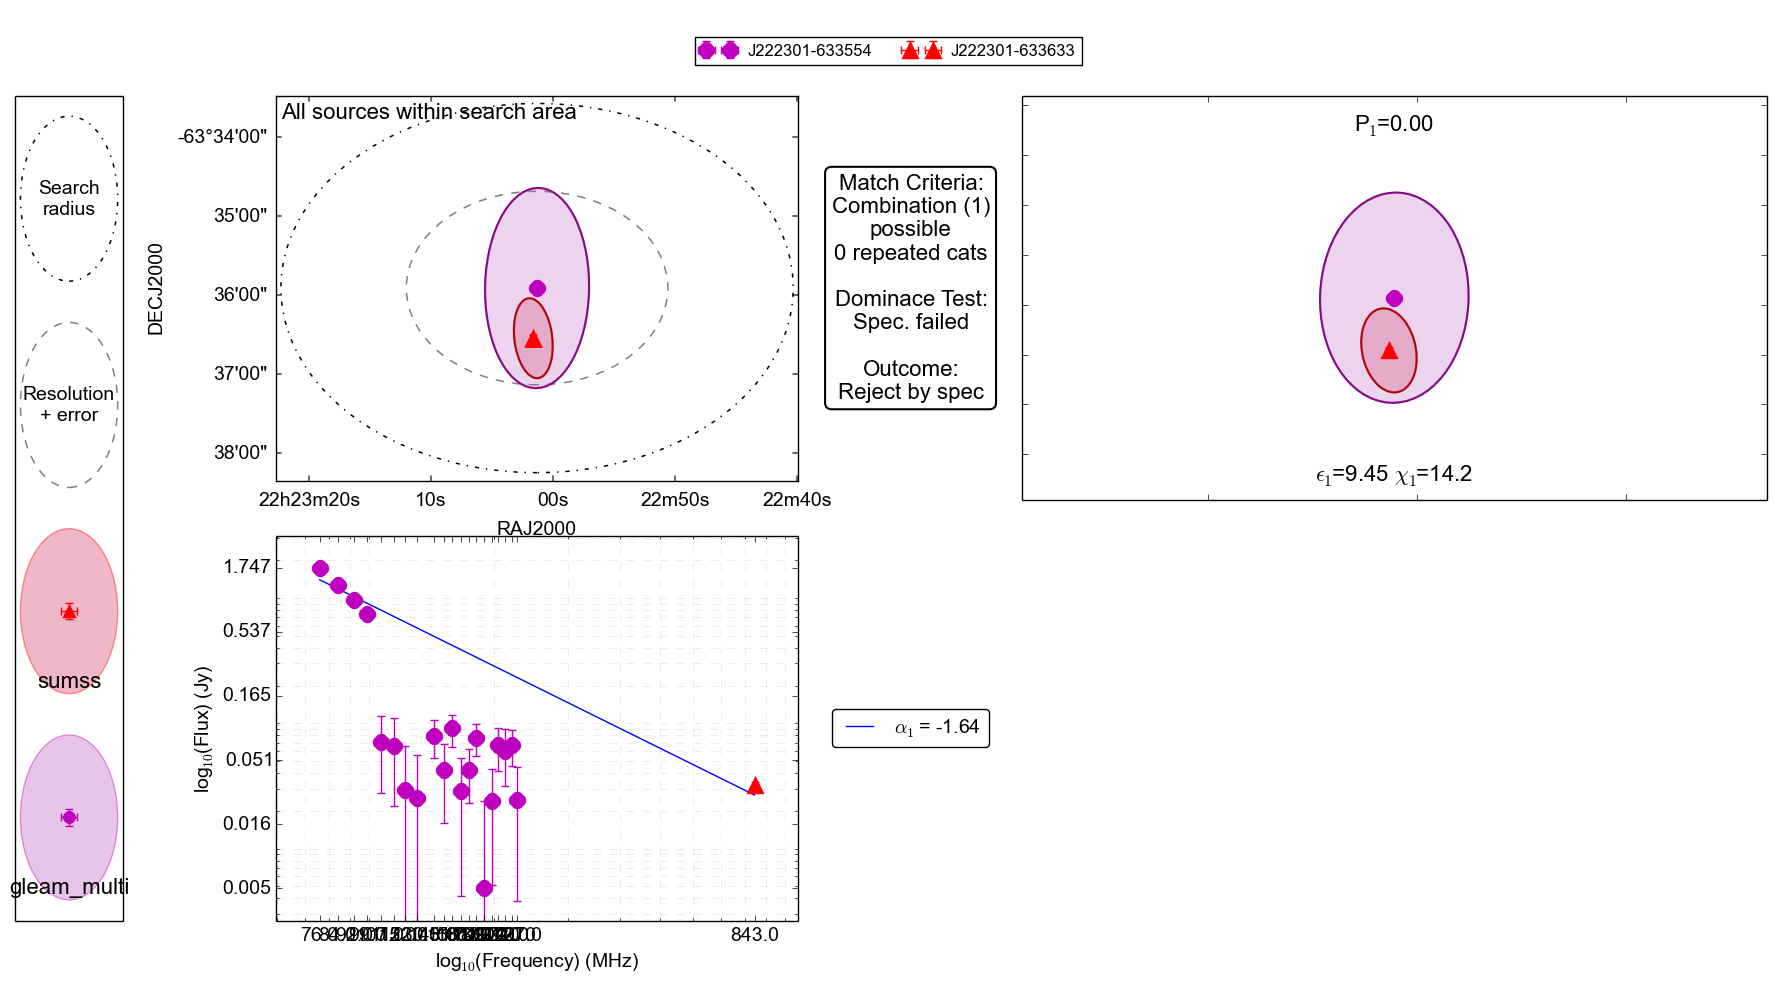 J222301-633554 J222301-633633
Search
radius
Resolution
+ error
sumss
gleam_multi
All sources within search area
DECJ2000
-63°34'00"
35'00"
36'00"
37'00"
38'00"
22h23m20s 10s 00s 22m50s 22m40s
RAJ2000
Match Criteria:
Combination (1)
possible
0 repeated cats
Dominace Test:
Spec. failed
Outcome:
Reject by spec
P₁=0.00
ϵ₁=9.45 χ₁=14.2
log₁₀(Flux) (Jy)
1.747
0.537
0.165
0.051
0.016
0.005
843.0
log₁₀(Frequency) (MHz)
α₁ = -1.64